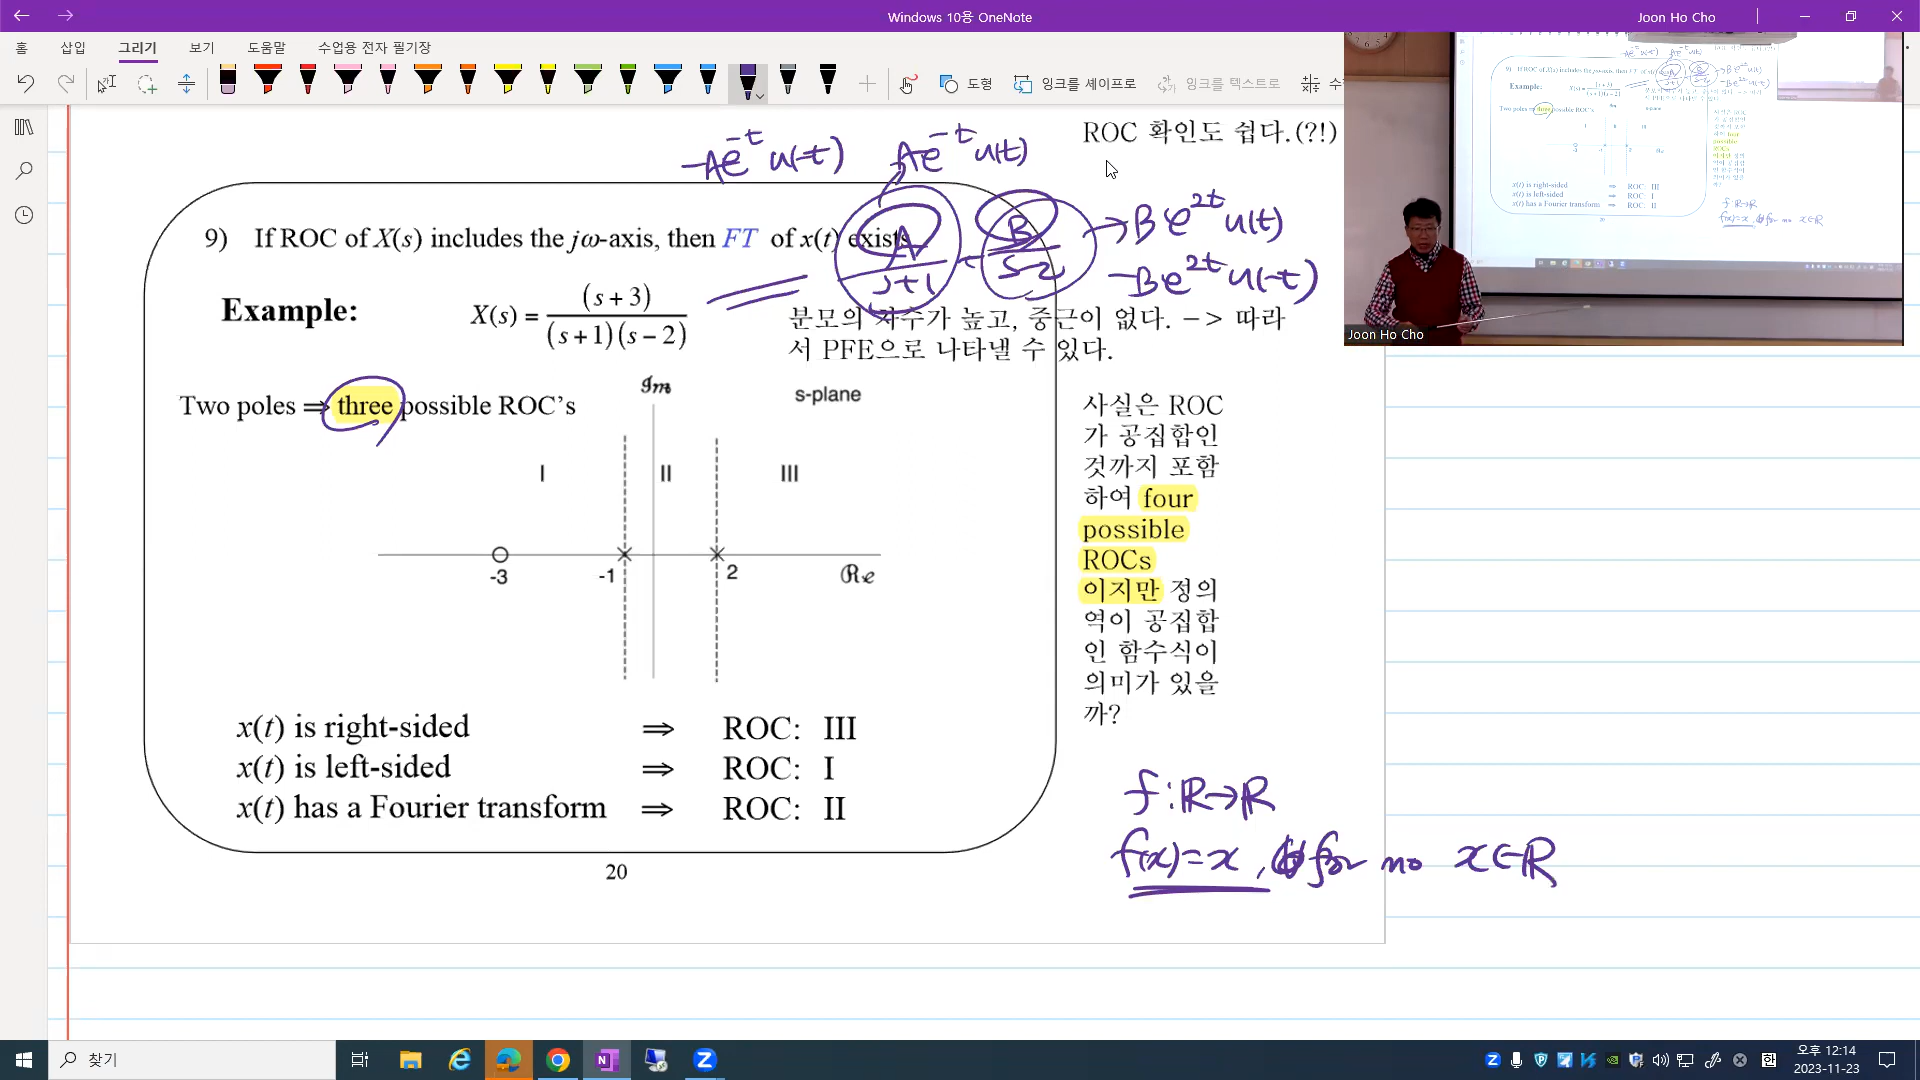 Windows 10용 OneNote
Joon Ho Cho
홈 삽입 그리기 보기 도움말 수업용 전자 필기장
도형 잉크를 셰이프로 잉크를 텍스트로
-Ae^{-t}u(-t) Ae^{-t}u(t)
ROC 확인도 쉽다.(?!)
9) If ROC of X(s) includes the jω-axis, then FT of x(t) exists
A/(s+1) + B/(s-2) → Be^{2t}u(t)
-Be^{2t}u(-t)
Example: X(s) = (s+3)/((s+1)(s-2))
분모의 차수가 높고, 중근이 없다. -> 따라
서 PFE으로 나타낼 수 있다.
Two poles ⇒ three possible ROC's
Im s-plane
I II III
-3 -1 2 Re
사실은 ROC
가 공집합인
것까지 포함
하여 four
possible
ROCs
이지만 정의
역이 공집합
인 함수식이
의미가 있을
까?
x(t) is right-sided ⇒ ROC: III
x(t) is left-sided ⇒ ROC: I
x(t) has a Fourier transform ⇒ ROC: II
20
f: ℝ→ℝ
f(x)=x, for no x∈ℝ
Joon Ho Cho
찾기
오후 12:14
2023-11-23